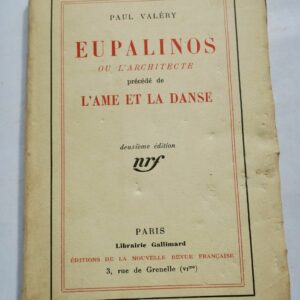 PAUL VALÉRY
EUPALINOS
OU L'ARCHITECTE
précédé de
L'AME ET LA DANSE
deuxième édition
nrf
PARIS
Librairie Gallimard
ÉDITIONS DE LA NOUVELLE REVUE FRANÇAISE
3, rue de Grenelle (VIme)